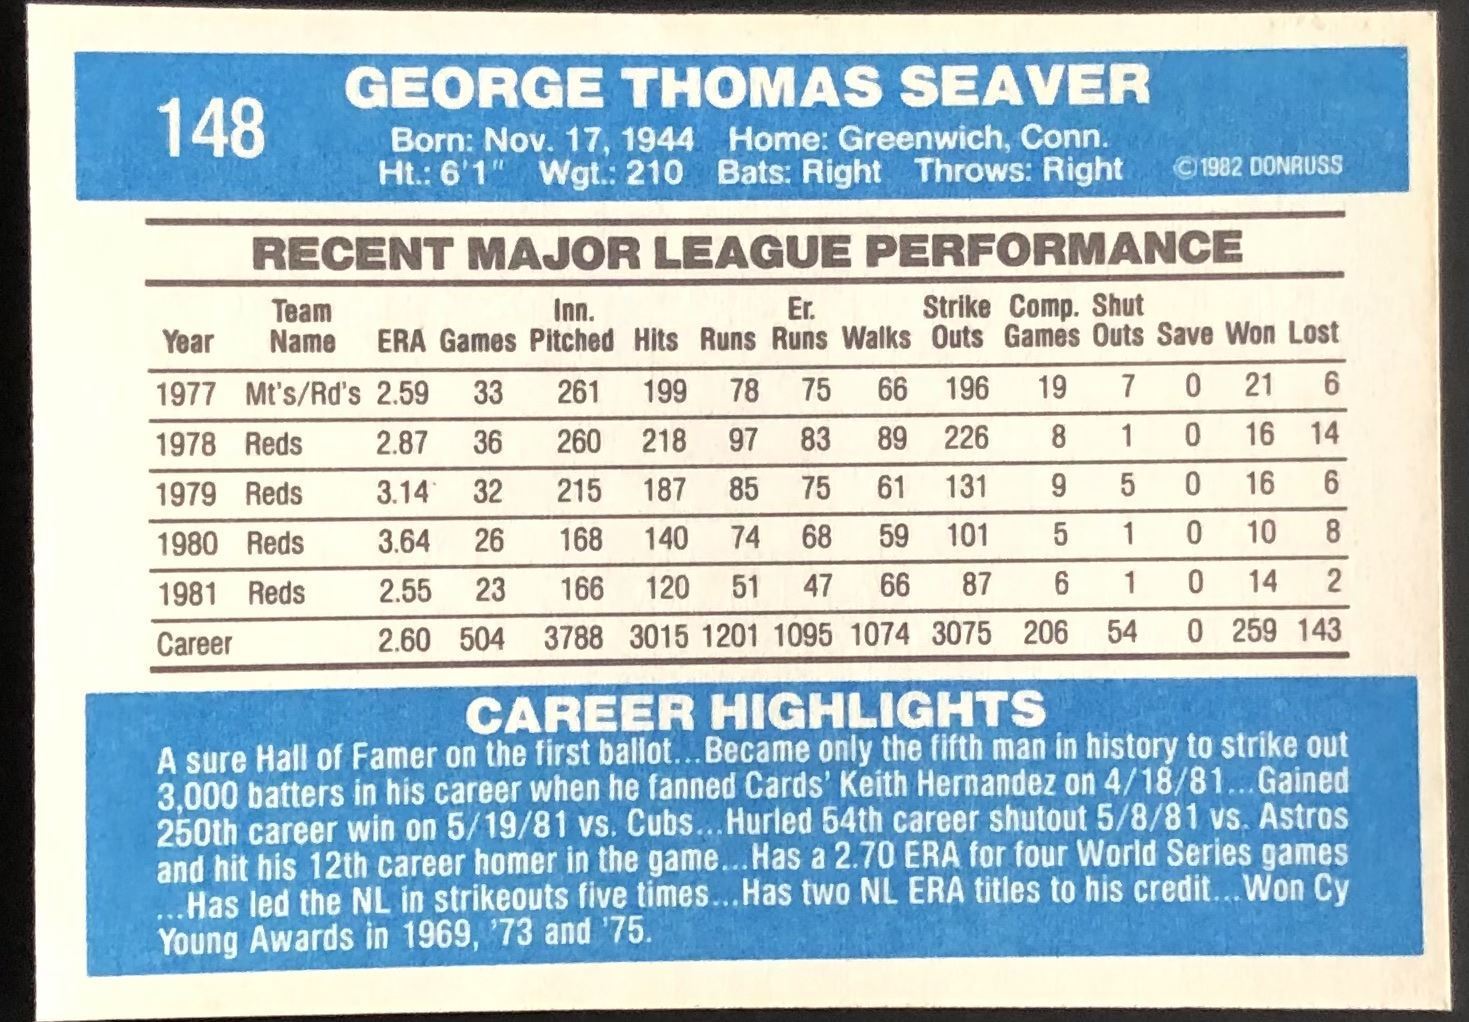 148
GEORGE THOMAS SEAVER
Born: Nov. 17, 1944 Home: Greenwich, Conn.
Ht.: 6'1" Wgt.: 210 Bats: Right Throws: Right ©1982 DONRUSS
RECENT MAJOR LEAGUE PERFORMANCE
Team Inn. Er. Strike Comp. Shut
Year Name ERA Games Pitched Hits Runs Runs Walks Outs Games Outs Save Won Lost
1977 Mt's/Rd's 2.59 33 261 199 78 75 66 196 19 7 0 21 6
1978 Reds 2.87 36 260 218 97 83 89 226 8 1 0 16 14
1979 Reds 3.14 32 215 187 85 75 61 131 9 5 0 16 6
1980 Reds 3.64 26 168 140 74 68 59 101 5 1 0 10 8
1981 Reds 2.55 23 166 120 51 47 66 87 6 1 0 14 2
Career 2.60 504 3788 3015 1201 1095 1074 3075 206 54 0 259 143
CAREER HIGHLIGHTS
A sure Hall of Famer on the first ballot...Became only the fifth man in history to strike out
3,000 batters in his career when he fanned Cards' Keith Hernandez on 4/18/81...Gained
250th career win on 5/19/81 vs. Cubs...Hurled 54th career shutout 5/8/81 vs. Astros
and hit his 12th career homer in the game...Has a 2.70 ERA for four World Series games
...Has led the NL in strikeouts five times...Has two NL ERA titles to his credit...Won Cy
Young Awards in 1969, '73 and '75.